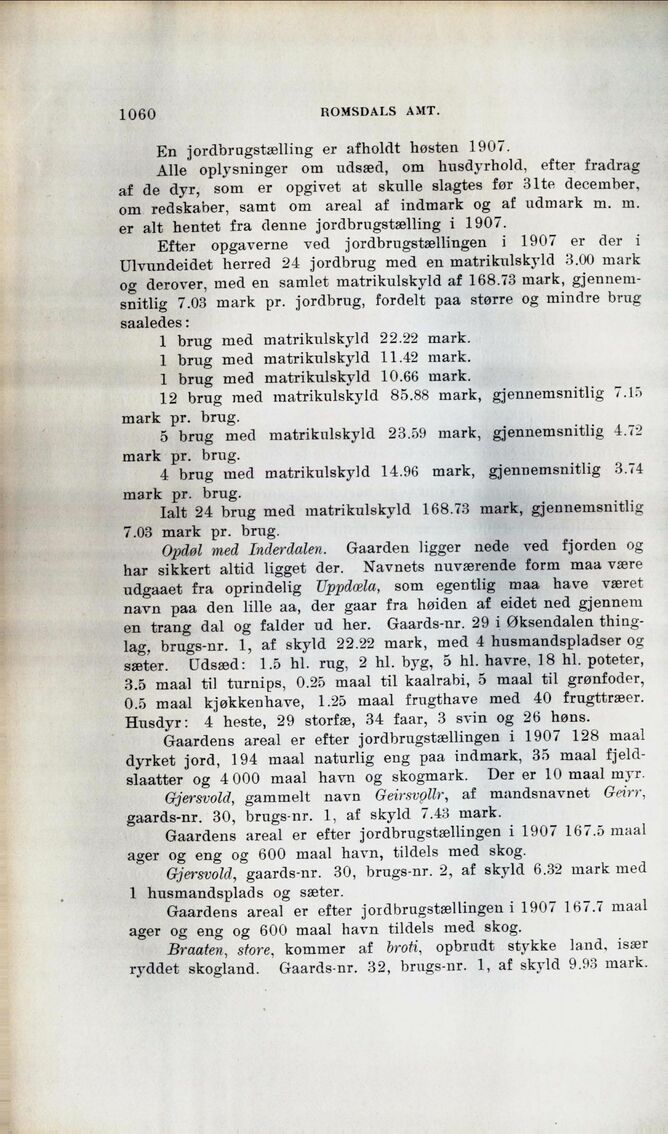 1060 ROMSDALS AMT.
En jordbrugstælling er afholdt høsten 1907.
Alle oplysninger om udsæd, om husdyrhold, efter fradrag
af de dyr, som er opgivet at skulle slagtes før 31te december,
om redskaber, samt om areal af indmark og af udmark m. m.
er alt hentet fra denne jordbrugstælling i 1907.
Efter opgaverne ved jordbrugstællingen i 1907 er der i
Ulvundeidet herred 24 jordbrug med en matrikulskyld 3.00 mark
og derover, med en samlet matrikulskyld af 168.73 mark, gjennem-
snitlig 7.03 mark pr. jordbrug, fordelt paa større og mindre brug
saaledes:
1 brug med matrikulskyld 22.22 mark.
1 brug med matrikulskyld 11.42 mark.
1 brug med matrikulskyld 10.66 mark.
12 brug med matrikulskyld 85.88 mark, gjennemsnitlig 7.15
mark pr. brug.
5 brug med matrikulskyld 23.59 mark, gjennemsnitlig 4.72
mark pr. brug.
4 brug med matrikulskyld 14.96 mark, gjennemsnitlig 3.74
mark pr. brug.
Ialt 24 brug med matrikulskyld 168.73 mark, gjennemsnitlig
7.03 mark pr. brug.
Opdøl med Inderdalen. Gaarden ligger nede ved fjorden og
har sikkert altid ligget der. Navnets nuværende form maa være
udgaaet fra oprindelig Uppdœla, som egentlig maa have været
navn paa den lille aa, der gaar fra høiden af eidet ned gjennem
en trang dal og falder ud her. Gaards-nr. 29 i Øksendalen thing-
lag, brugs-nr. 1, af skyld 22.22 mark, med 4 husmandspladser og
sæter. Udsæd: 1.5 hl. rug, 2 hl. byg, 5 hl. havre, 18 hl. poteter,
3.5 maal til turnips, 0.25 maal til kaalrabi, 5 maal til grønfoder,
0.5 maal kjøkkenhave, 1.25 maal frugthave med 40 frugttræer.
Husdyr: 4 heste, 29 storfæ, 34 faar, 3 svin og 26 høns.
Gaardens areal er efter jordbrugstællingen i 1907 128 maal
dyrket jord, 194 maal naturlig eng paa indmark, 35 maal fjeld-
slaatter og 4 000 maal havn og skogmark. Der er 10 maal myr.
Gjersvold, gammelt navn Geirsvǫllr, af mandsnavnet Geirr,
gaards-nr. 30, brugs-nr. 1, af skyld 7.43 mark.
Gaardens areal er efter jordbrugstællingen i 1907 167.5 maal
ager og eng og 600 maal havn, tildels med skog.
Gjersvold, gaards-nr. 30, brugs-nr. 2, af skyld 6.32 mark med
1 husmandsplads og sæter.
Gaardens areal er efter jordbrugstællingen i 1907 167.7 maal
ager og eng og 600 maal havn tildels med skog.
Braaten, store, kommer af broti, opbrudt stykke land, især
ryddet skogland. Gaards-nr. 32, brugs-nr. 1, af skyld 9.93 mark.